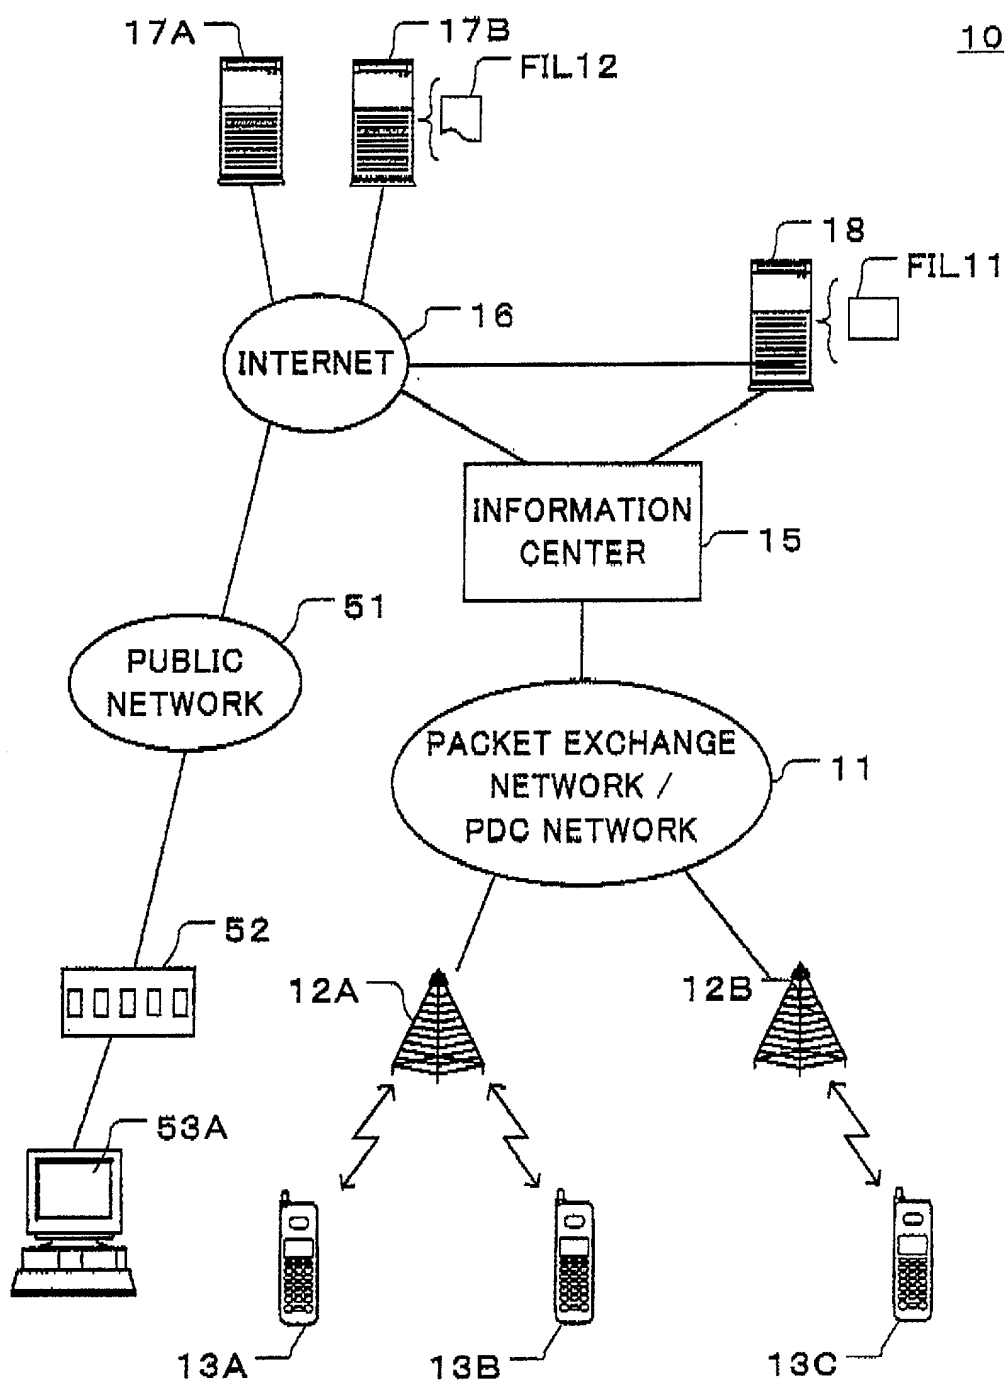 17A
17B
10
FIL12
18
FIL11
16
INTERNET
INFORMATION
CENTER
15
51
PUBLIC
NETWORK
PACKET EXCHANGE
NETWORK /
PDC NETWORK
11
52
12A
12B
53A
13A
13B
13C